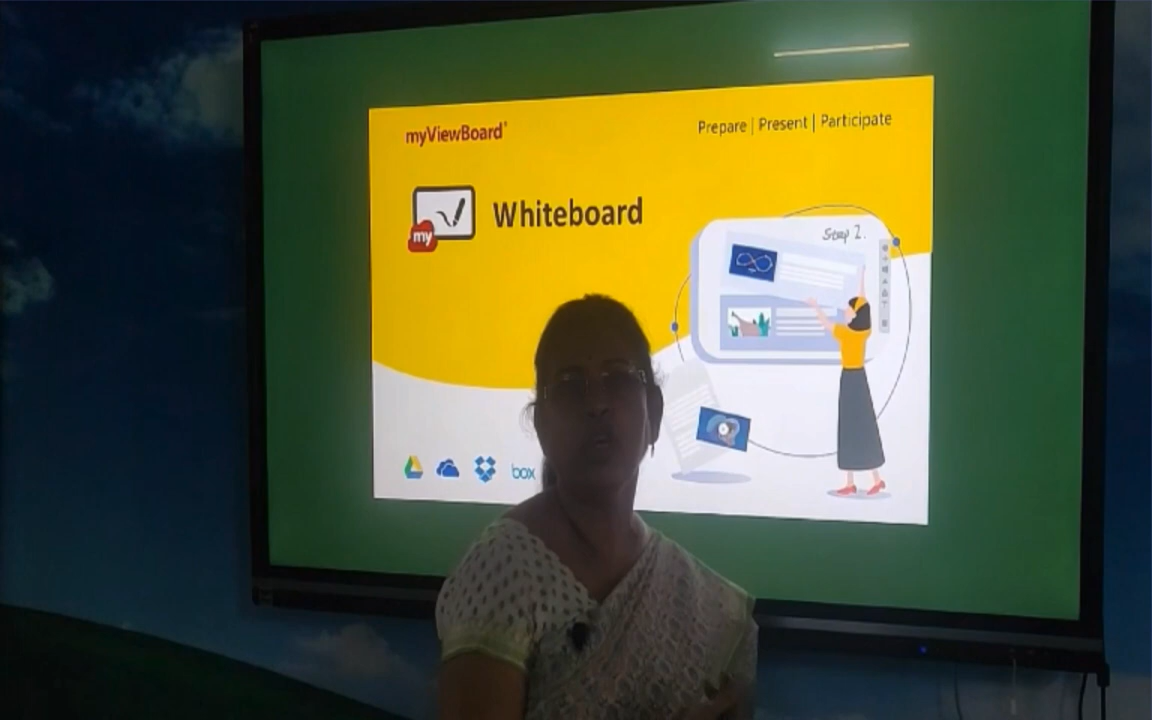 myViewBoard
Prepare | Present | Participate
my
Whiteboard
Step 2.
box